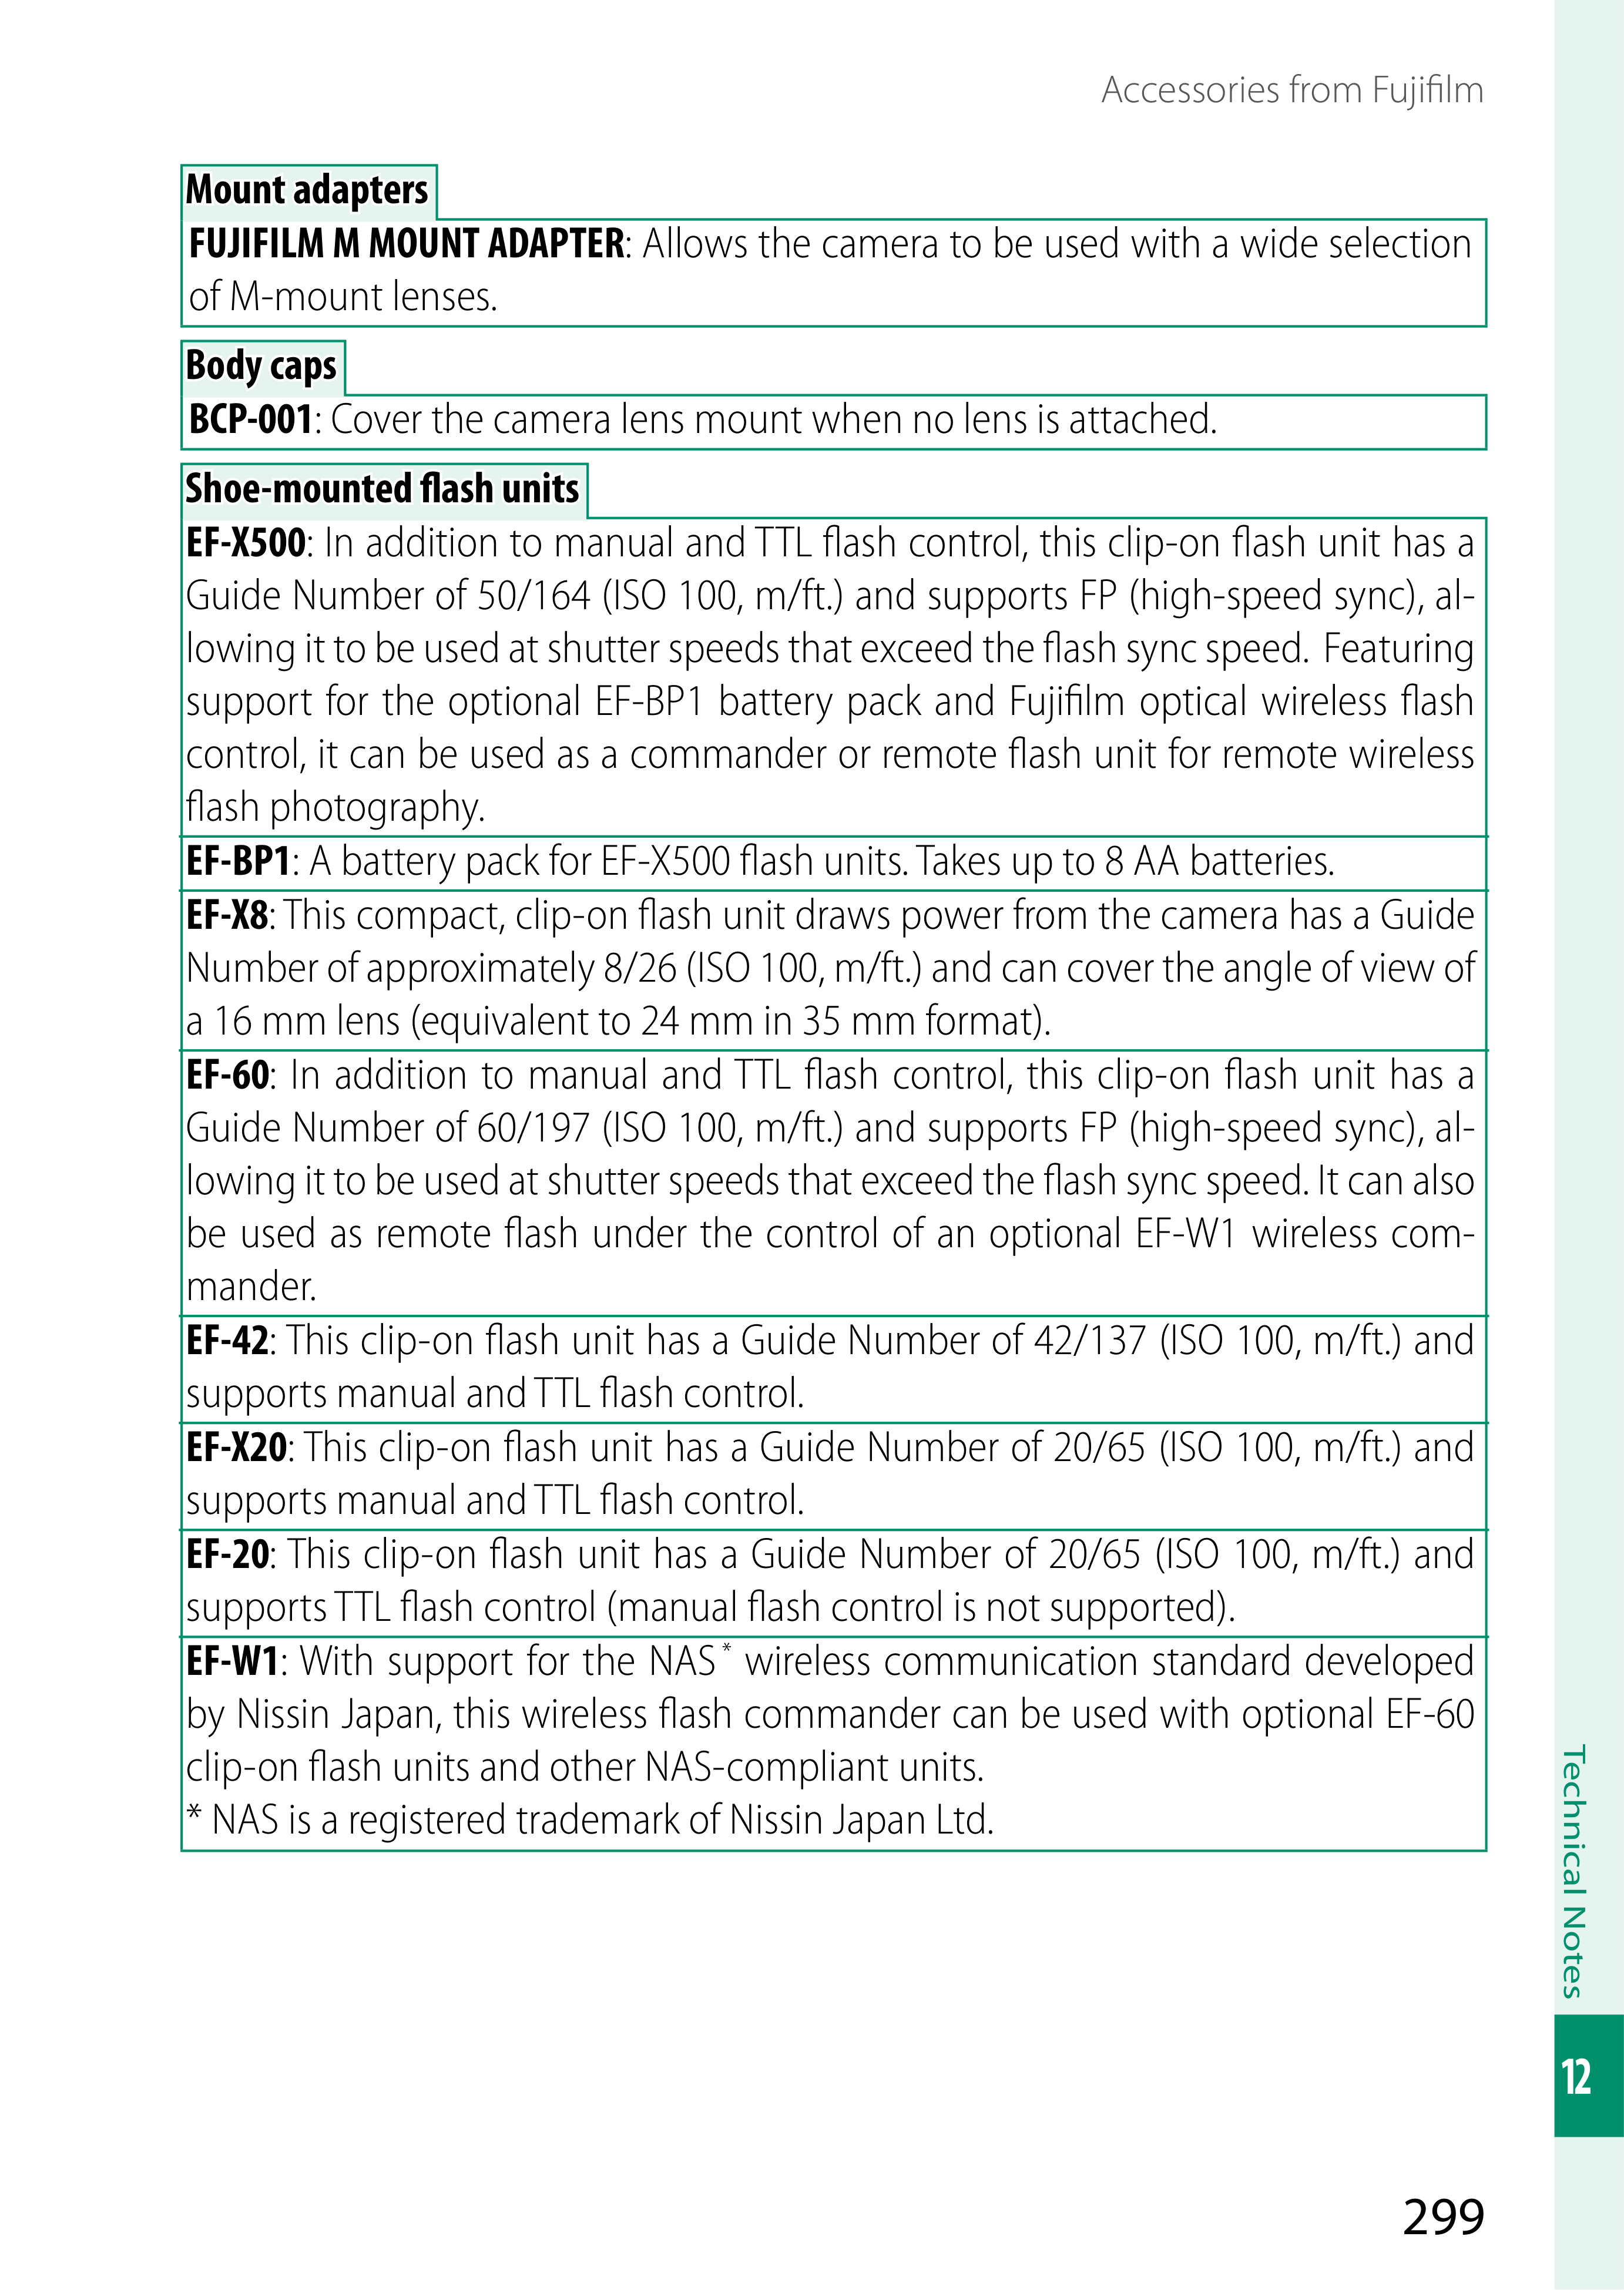 Accessories from Fujifilm
Mount adapters
FUJIFILM M MOUNT ADAPTER: Allows the camera to be used with a wide selection
of M-mount lenses.
Body caps
BCP-001: Cover the camera lens mount when no lens is attached.
Shoe-mounted flash units
EF-X500: In addition to manual and TTL flash control, this clip-on flash unit has a
Guide Number of 50/164 (ISO 100, m/ft.) and supports FP (high-speed sync), al-
lowing it to be used at shutter speeds that exceed the flash sync speed. Featuring
support for the optional EF-BP1 battery pack and Fujifilm optical wireless flash
control, it can be used as a commander or remote flash unit for remote wireless
flash photography.
EF-BP1: A battery pack for EF-X500 flash units. Takes up to 8 AA batteries.
EF-X8: This compact, clip-on flash unit draws power from the camera has a Guide
Number of approximately 8/26 (ISO 100, m/ft.) and can cover the angle of view of
a 16 mm lens (equivalent to 24 mm in 35 mm format).
EF-60: In addition to manual and TTL flash control, this clip-on flash unit has a
Guide Number of 60/197 (ISO 100, m/ft.) and supports FP (high-speed sync), al-
lowing it to be used at shutter speeds that exceed the flash sync speed. It can also
be used as remote flash under the control of an optional EF-W1 wireless com-
mander.
EF-42: This clip-on flash unit has a Guide Number of 42/137 (ISO 100, m/ft.) and
supports manual and TTL flash control.
EF-X20: This clip-on flash unit has a Guide Number of 20/65 (ISO 100, m/ft.) and
supports manual and TTL flash control.
EF-20: This clip-on flash unit has a Guide Number of 20/65 (ISO 100, m/ft.) and
supports TTL flash control (manual flash control is not supported).
EF-W1: With support for the NAS* wireless communication standard developed
by Nissin Japan, this wireless flash commander can be used with optional EF-60
clip-on flash units and other NAS-compliant units.
* NAS is a registered trademark of Nissin Japan Ltd.
Technical Notes
12
299